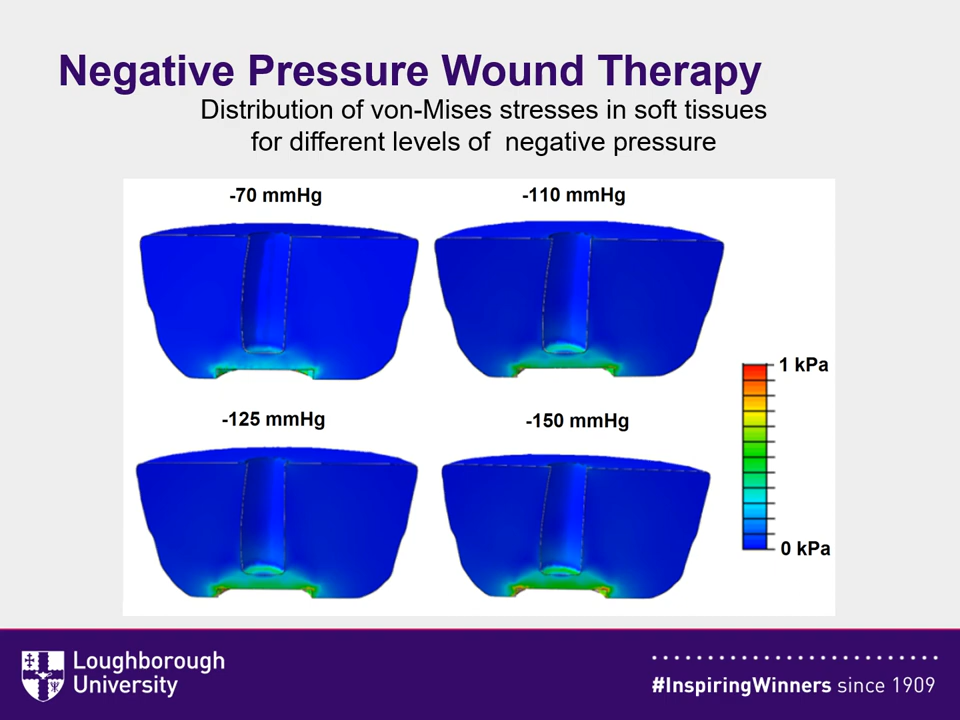 Negative Pressure Wound Therapy
Distribution of von-Mises stresses in soft tissues
for different levels of negative pressure
-70 mmHg
-110 mmHg
-125 mmHg
-150 mmHg
1 kPa
0 kPa
Loughborough
University
#InspiringWinners since 1909